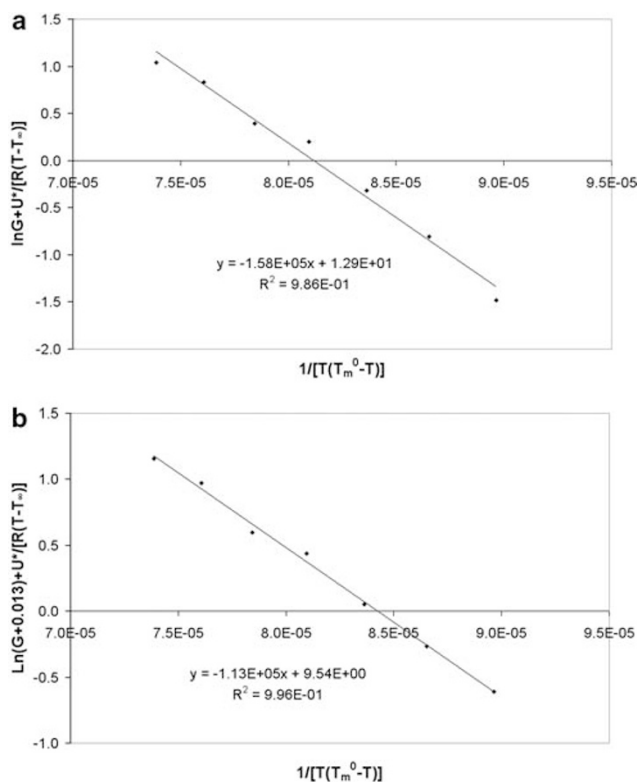 a
1.5
1.0
0.5
0.0
7.0E-05 7.5E-05 8.0E-05 8.5E-05 9.0E-05 9.5E-05
-0.5
-1.0
-1.5
-2.0
lnG+U*/[R(T-T∞)]
y = -1.58E+05x + 1.29E+01
R² = 9.86E-01
1/[T(Tm⁰-T)]
b
1.5
1.0
0.5
0.0
7.0E-05 7.5E-05 8.0E-05 8.5E-05 9.0E-05 9.5E-05
-0.5
-1.0
Ln(G+0.013)+U*/[R(T-T∞)]
y = -1.13E+05x + 9.54E+00
R² = 9.96E-01
1/[T(Tm⁰-T)]